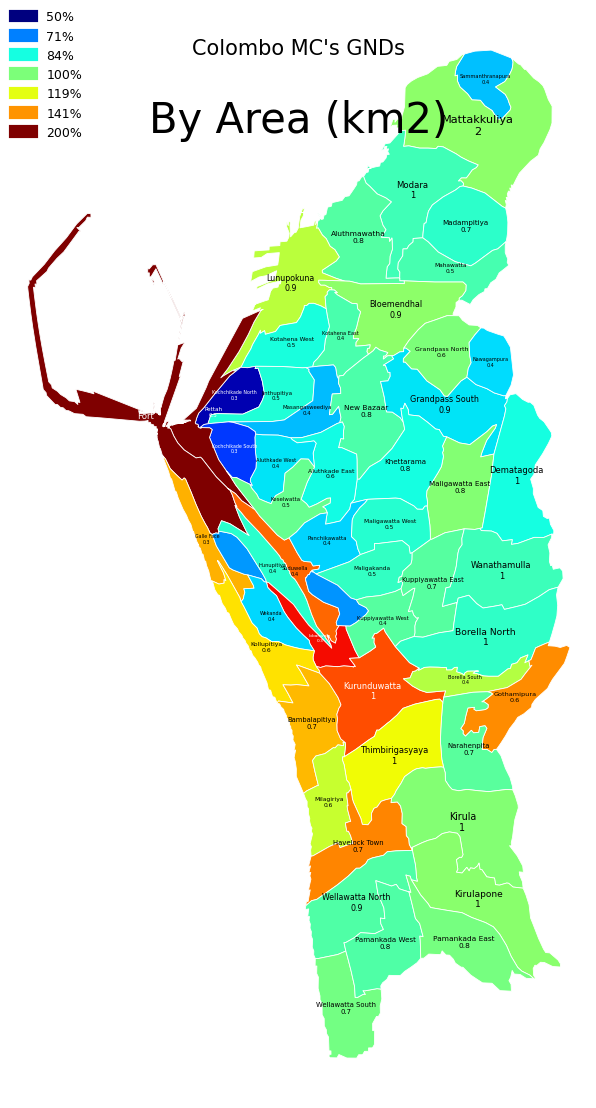 50%
71%
84%
100%
119%
141%
200%
Colombo MC's GNDs
By Area (km2)
Sammanthranapura
0.4
Mattakkuliya
2
Modara
1
Madampitiya
0.7
Aluthmawatha
0.8
Mahawatta
0.5
Lunupokuna
0.9
Bloemendhal
0.9
Kotahena East
0.4
Kotahena West
0.5
Grandpass North
0.6
Nawagampura
0.4
Kochchikade North
0.3
0.5
Masangasweediya
0.4
Grandpass South
0.9
New Bazaar
0.8
Pettah
Fort
Kochchikade South
0.3
Aluthkade West
0.4
Aluthkade East
0.6
Khettarama
0.8
Dematagoda
1
Maligawatta East
0.8
Keselwatta
0.5
Maligawatta West
0.5
Galle Face
0.3
Panchikawatta
0.4
Hunupitiya
0.4
Suduwella
0.4
Maligakanda
0.5
Kuppiyawatta East
0.7
Wanathamulla
1
Wekanda
0.4
Kuppiyawatta West
0.4
Borella North
1
Kollupitiya
0.6
Borella South
0.4
Kurunduwatta
1
Gothamipura
0.6
Bambalapitiya
0.7
Thimbirigasyaya
1
Narahenpita
0.7
Milagiriya
0.6
Kirula
1
Havelock Town
0.7
Wellawatta North
0.9
Kirulapone
1
Pamankada West
0.8
Pamankada East
0.8
Wellawatta South
0.7